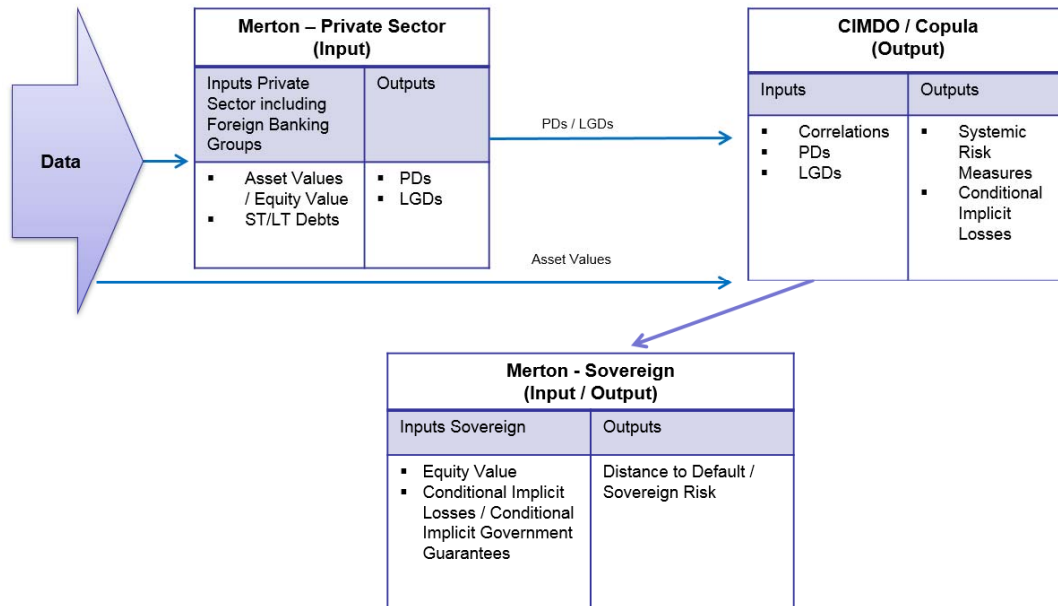 Data
Merton – Private Sector
(Input)
Inputs Private
Sector including
Foreign Banking
Groups
Outputs
▪ Asset Values
/ Equity Value
▪ ST/LT Debts
▪ PDs
▪ LGDs
PDs / LGDs
Asset Values
CIMDO / Copula
(Output)
Inputs
Outputs
▪ Correlations
▪ PDs
▪ LGDs
▪ Systemic
Risk
Measures
▪ Conditional
Implicit
Losses
Merton - Sovereign
(Input / Output)
Inputs Sovereign
Outputs
▪ Equity Value
▪ Conditional Implicit
Losses / Conditional
Implicit Government
Guarantees
Distance to Default /
Sovereign Risk